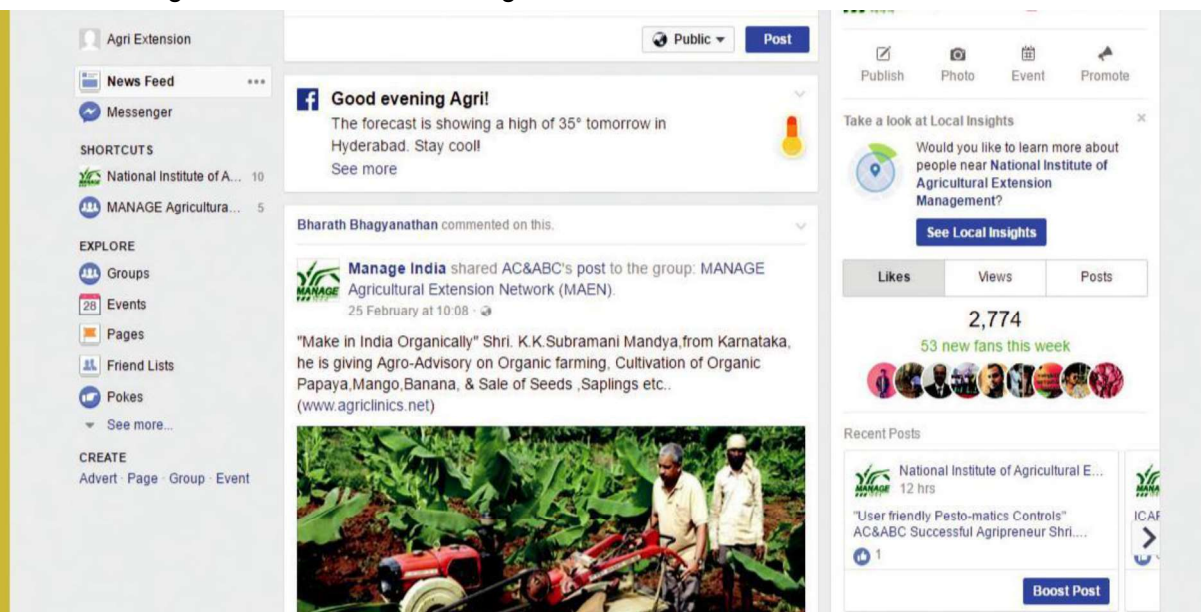 Agri Extension
News Feed
Messenger
SHORTCUTS
National Institute of A... 10
MANAGE Agricultura... 5
EXPLORE
Groups
28 Events
Pages
Friend Lists
Pokes
See more...
CREATE
Advert · Page · Group · Event
Public Post
Good evening Agri!
The forecast is showing a high of 35° tomorrow in
Hyderabad. Stay cool!
See more
Bharath Bhagyanathan commented on this.
MANAGE
Manage India shared AC&ABC's post to the group: MANAGE
Agricultural Extension Network (MAEN).
25 February at 10:08 ·
"Make in India Organically" Shri. K.K.Subramani Mandya,from Karnataka,
he is giving Agro-Advisory on Organic farming, Cultivation of Organic
Papaya,Mango,Banana, & Sale of Seeds ,Saplings etc..
(www.agriclinics.net)
Publish Photo Event Promote
Take a look at Local Insights
Would you like to learn more about
people near National Institute of
Agricultural Extension
Management?
See Local Insights
Likes Views Posts
2,774
53 new fans this week
Recent Posts
MANAGE
National Institute of Agricultural E...
12 hrs
"User friendly Pesto-matics Controls"
AC&ABC Successful Agripreneur Shri....
1
Boost Post